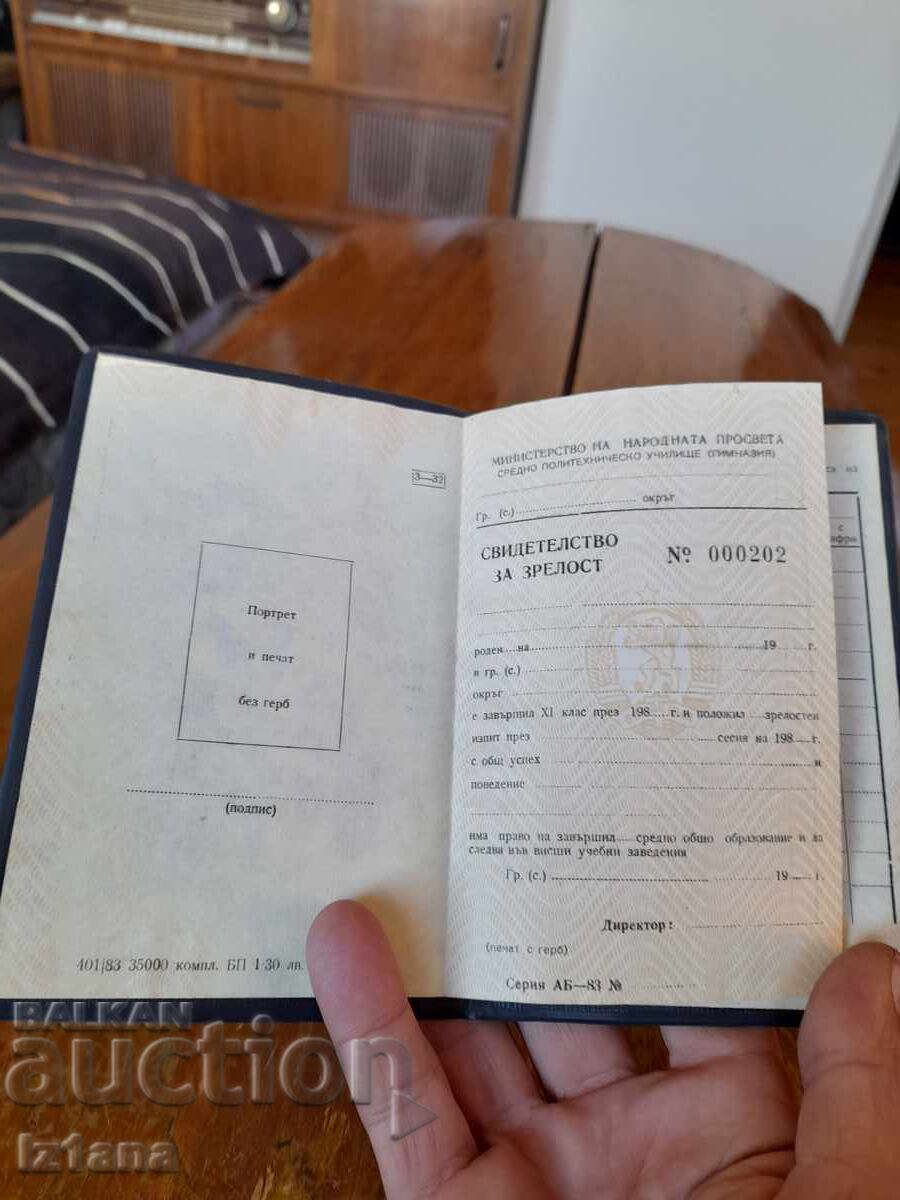 3—32
Портрет
и печат
без герб
(подпис)
401/83 35000 компл. БП 1·30 лв.
МИНИСТЕРСТВО НА НАРОДНАТА ПРОСВЕТА
СРЕДНО ПОЛИТЕХНИЧЕСКО УЧИЛИЩЕ (ГИМНАЗИЯ)
Гр. (с.) окръг
СВИДЕТЕЛСТВО
ЗА ЗРЕЛОСТ
№ 000202
роден на 19 г.
в гр. (с.)
окръг
е завършил XI клас през 198 г. и положил зрелостен
изпит през сесия на 198 г.
с общ успех и
поведение
има право на завършил средно общо образование и да
следва във висши учебни заведения
Гр. (с.) 19 г.
Директор:
(печат с герб)
Серия АБ—83 №
на
с
BALKAN
auction
Iz1ana